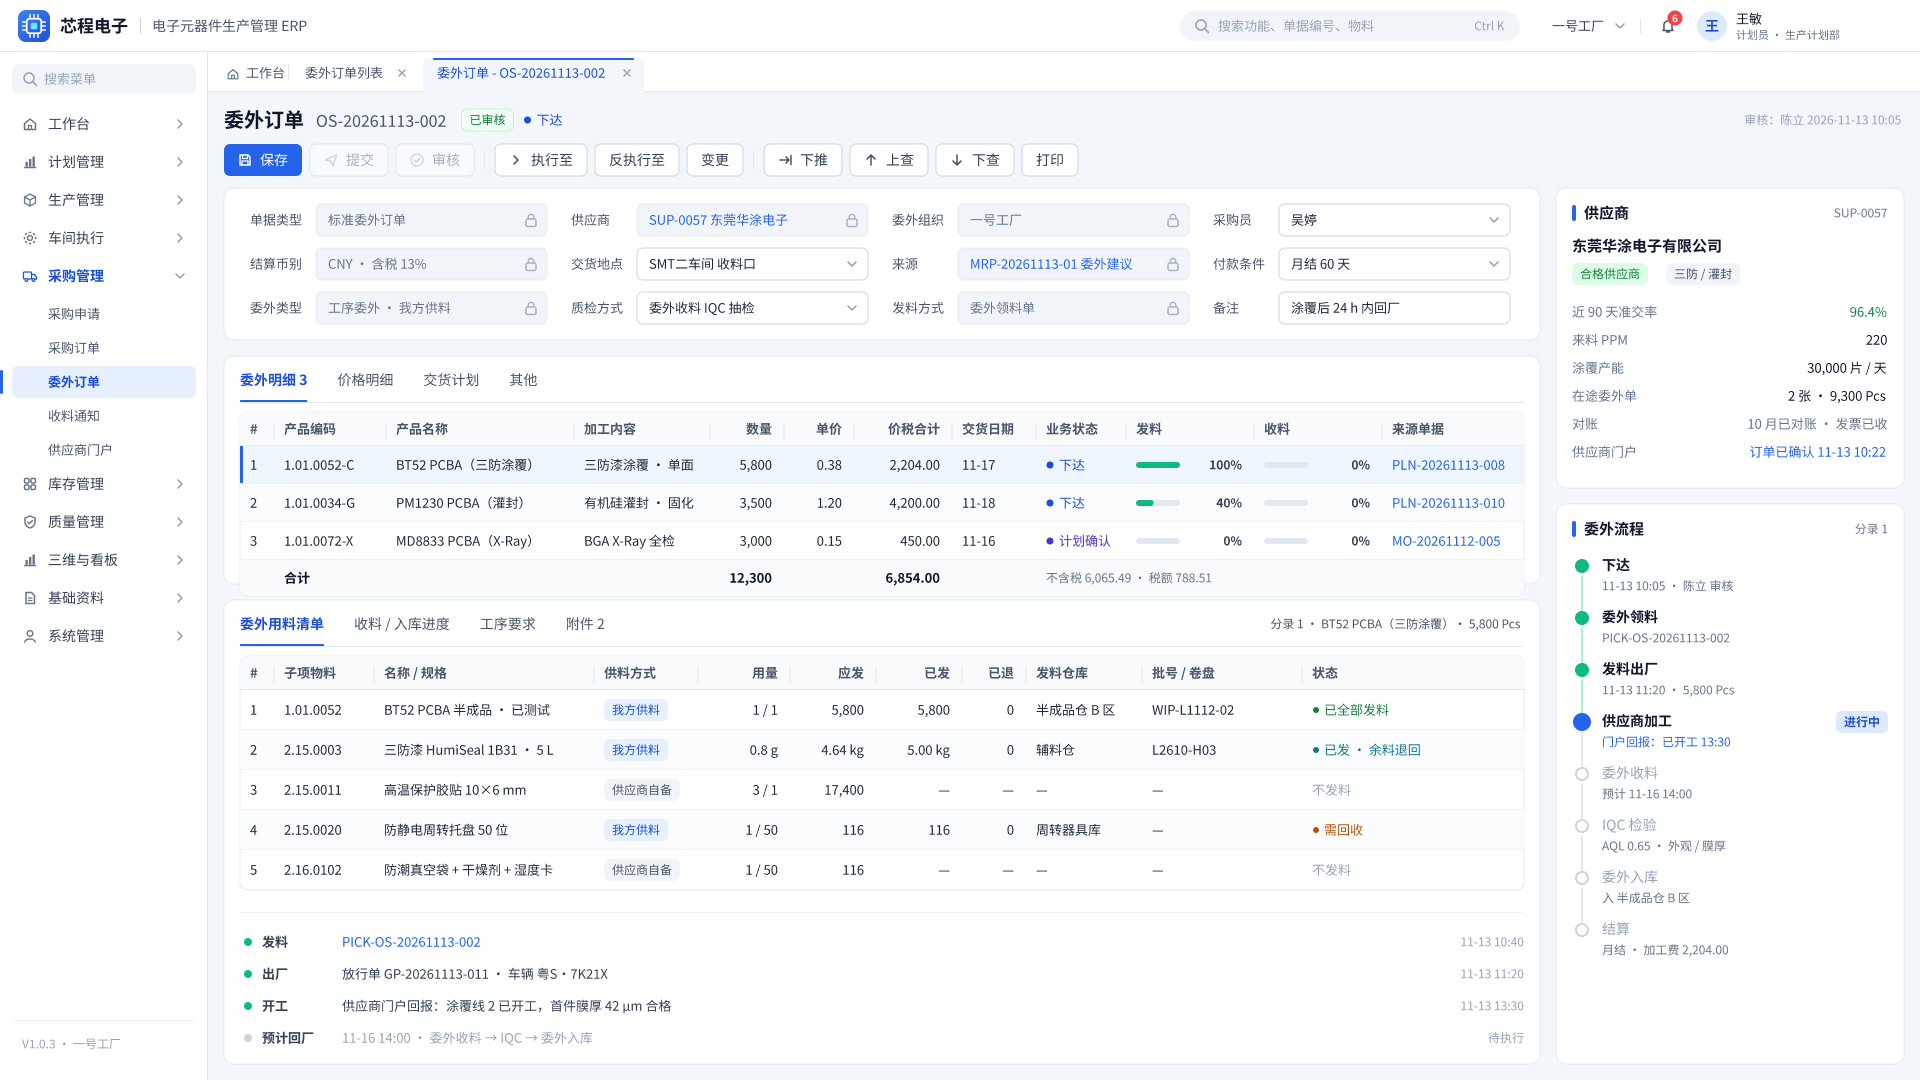 芯程电子
电子元器件生产管理 ERP
搜索功能、单据编号、物料
Ctrl K
一号工厂
6
王
王敏
计划员 · 生产计划部
搜索菜单
工作台
计划管理
生产管理
车间执行
采购管理
采购申请
采购订单
委外订单
收料通知
供应商门户
库存管理
质量管理
三维与看板
基础资料
系统管理
V1.0.3 · 一号工厂
工作台
委外订单列表
委外订单 - OS-20261113-002
委外订单
OS-20261113-002
已审核
下达
审核：陈立 2026-11-13 10:05
保存
提交
审核
执行至
反执行至
变更
下推
上查
下查
打印
单据类型 标准委外订单 供应商 SUP-0057 东莞华涂电子 委外组织 一号工厂 采购员 吴婷
结算币别 CNY · 含税 13% 交货地点 SMT二车间 收料口 来源 MRP-20261113-01 委外建议 付款条件 月结 60 天
委外类型 工序委外 · 我方供料 质检方式 委外收料 IQC 抽检 发料方式 委外领料单 备注 涂覆后 24 h 内回厂
委外明细 3 价格明细 交货计划 其他
# 产品编码 产品名称 加工内容 数量 单价 价税合计 交货日期 业务状态 发料 收料 来源单据
1 1.01.0052-C BT52 PCBA（三防涂覆） 三防漆涂覆 · 单面 5,800 0.38 2,204.00 11-17 下达 100% 0% PLN-20261113-008
2 1.01.0034-G PM1230 PCBA（灌封） 有机硅灌封 · 固化 3,500 1.20 4,200.00 11-18 下达 40% 0% PLN-20261113-010
3 1.01.0072-X MD8833 PCBA（X-Ray） BGA X-Ray 全检 3,000 0.15 450.00 11-16 计划确认 0% 0% MO-20261112-005
合计 12,300 6,854.00 不含税 6,065.49 · 税额 788.51
委外用料清单 收料 / 入库进度 工序要求 附件 2 分录 1 · BT52 PCBA（三防涂覆） · 5,800 Pcs
# 子项物料 名称 / 规格 供料方式 用量 应发 已发 已退 发料仓库 批号 / 卷盘 状态
1 1.01.0052 BT52 PCBA 半成品 · 已测试 我方供料 1 / 1 5,800 5,800 0 半成品仓 B 区 WIP-L1112-02 已全部发料
2 2.15.0003 三防漆 HumiSeal 1B31 · 5 L 我方供料 0.8 g 4.64 kg 5.00 kg 0 辅料仓 L2610-H03 已发 · 余料退回
3 2.15.0011 高温保护胶贴 10×6 mm 供应商自备 3 / 1 17,400 — — — — 不发料
4 2.15.0020 防静电周转托盘 50 位 我方供料 1 / 50 116 116 0 周转器具库 — 需回收
5 2.16.0102 防潮真空袋 + 干燥剂 + 湿度卡 供应商自备 1 / 50 116 — — — — 不发料
发料 PICK-OS-20261113-002 11-13 10:40
出厂 放行单 GP-20261113-011 · 车辆 粤S·7K21X 11-13 11:20
开工 供应商门户回报：涂覆线 2 已开工，首件膜厚 42 μm 合格 11-13 13:30
预计回厂 11-16 14:00 · 委外收料 → IQC → 委外入库 待执行
供应商 SUP-0057
东莞华涂电子有限公司
合格供应商 三防 / 灌封
近 90 天准交率 96.4%
来料 PPM 220
涂覆产能 30,000 片 / 天
在途委外单 2 张 · 9,300 Pcs
对账 10 月已对账 · 发票已收
供应商门户 订单已确认 11-13 10:22
委外流程 分录 1
下达
11-13 10:05 · 陈立 审核
委外领料
PICK-OS-20261113-002
发料出厂
11-13 11:20 · 5,800 Pcs
供应商加工 进行中
门户回报：已开工 13:30
委外收料
预计 11-16 14:00
IQC 检验
AQL 0.65 · 外观 / 膜厚
委外入库
入 半成品仓 B 区
结算
月结 · 加工费 2,204.00